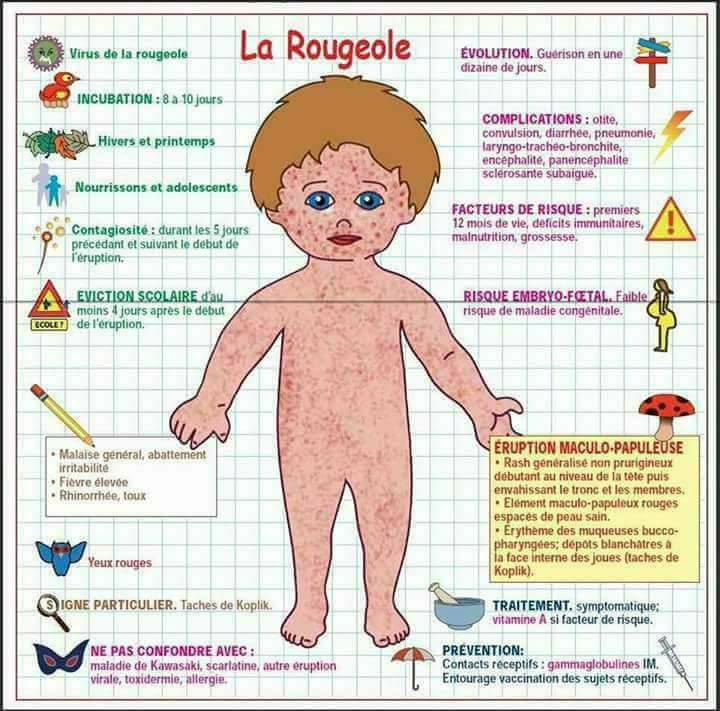 La Rougeole
Virus de la rougeole
INCUBATION : 8 à 10 jours
Hivers et printemps
Nourrissons et adolescents
Contagiosité : durant les 5 jours
précédant et suivant le début de
l'éruption.
EVICTION SCOLAIRE d'au
moins 4 jours après le début
de l'éruption.
ECOLE ?
• Malaise général, abattement
irritabilité
• Fièvre élevée
• Rhinorrhée, toux
Yeux rouges
SIGNE PARTICULIER. Taches de Koplik.
NE PAS CONFONDRE AVEC :
maladie de Kawasaki, scarlatine, autre éruption
virale, toxidermie, allergie.
ÉVOLUTION. Guérison en une
dizaine de jours.
COMPLICATIONS : otite,
convulsion, diarrhée, pneumonie,
laryngo-trachéo-bronchite,
encéphalite, panencéphalite
sclérosante subaiguë.
FACTEURS DE RISQUE : premiers
12 mois de vie, déficits immunitaires,
malnutrition, grossesse.
RISQUE EMBRYO-FŒTAL. Faible
risque de maladie congénitale.
ÉRUPTION MACULO-PAPULEUSE
• Rash généralisé non prurigineux
débutant au niveau de la tête puis
envahissant le tronc et les membres.
• Elément maculo-papuleux rouges
espacés de peau sain.
• Erythème des muqueuses bucco-
pharyngées; dépôts blanchâtres à
la face interne des joues (taches de
Koplik).
TRAITEMENT. symptomatique;
vitamine A si facteur de risque.
PRÉVENTION:
Contacts réceptifs : gammaglobulines IM.
Entourage vaccination des sujets réceptifs.